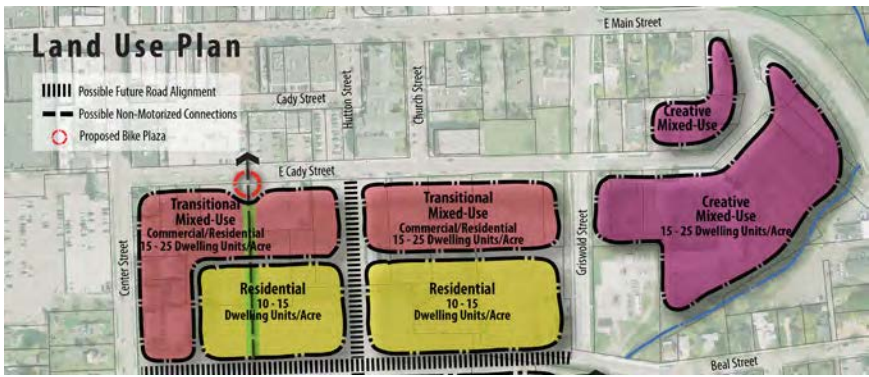 Land Use Plan
Possible Future Road Alignment
Possible Non-Motorized Connections
Proposed Bike Plaza
E Main Street
Cady Street
Hutton Street
Church Street
Creative
Mixed-Use
E Cady Street
Transitional
Mixed-Use
Commercial/Residential
15 - 25 Dwelling Units/Acre
Transitional
Mixed-Use
Commercial/Residential
15 - 25 Dwelling Units/Acre
Creative
Mixed-Use
15 - 25 Dwelling Units/Acre
Center Street
Griswold Street
Residential
10 - 15
Dwelling Units/Acre
Residential
10 - 15
Dwelling Units/Acre
Beal Street